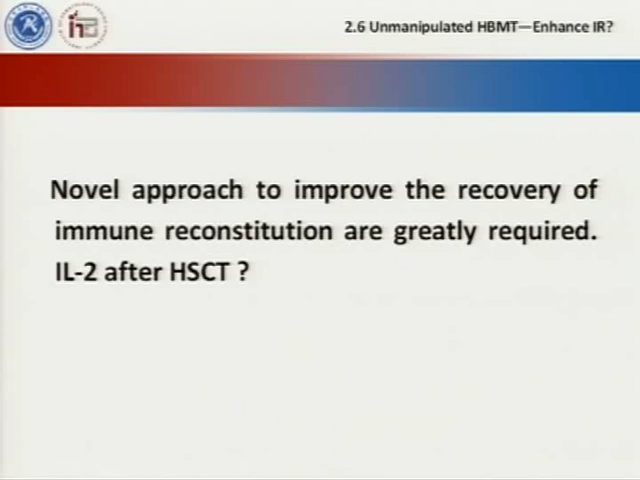 2.6 Unmanipulated HBMT—Enhance IR?
Novel approach to improve the recovery of
immune reconstitution are greatly required.
IL-2 after HSCT ?